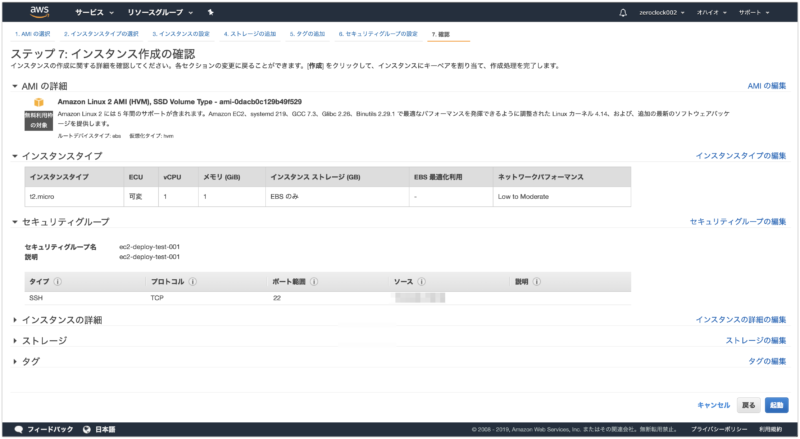 aws サービス リソースグループ zeroclock002 オハイオ サポート
1. AMI の選択 2. インスタンスタイプの選択 3. インスタンスの設定 4. ストレージの追加 5. タグの追加 6. セキュリティグループの設定 7. 確認
ステップ 7: インスタンス作成の確認
インスタンスの作成に関する詳細を確認してください。各セクションの変更に戻ることができます。[作成] をクリックして、インスタンスにキーペアを割り当て、作成処理を完了します。
AMI の詳細 AMI の編集
Amazon Linux 2 AMI (HVM), SSD Volume Type - ami-0dacb0c129b49f529
無料利用枠の対象
Amazon Linux 2 には 5 年間のサポートが含まれます。Amazon EC2、systemd 219、GCC 7.3、Glibc 2.26、Binutils 2.29.1 で最適なパフォーマンスを発揮できるように調整された Linux カーネル 4.14、および、追加の最新のソフトウェアパッケ
ージを提供します。
ルートデバイスタイプ: ebs 仮想化タイプ: hvm
インスタンスタイプ インスタンスタイプの編集
インスタンスタイプ ECU vCPU メモリ (GiB) インスタンス ストレージ (GB) EBS 最適化利用 ネットワークパフォーマンス
t2.micro 可変 1 1 EBS のみ - Low to Moderate
セキュリティグループ セキュリティグループの編集
セキュリティグループ名 ec2-deploy-test-001
説明 ec2-deploy-test-001
タイプ プロトコル ポート範囲 ソース 説明
SSH TCP 22
インスタンスの詳細 インスタンスの詳細の編集
ストレージ ストレージの編集
タグ タグの編集
キャンセル 戻る 起動
フィードバック 日本語 © 2008 - 2019, Amazon Web Services, Inc. またはその関連会社。無断転用禁止。 プライバシーポリシー 利用規約